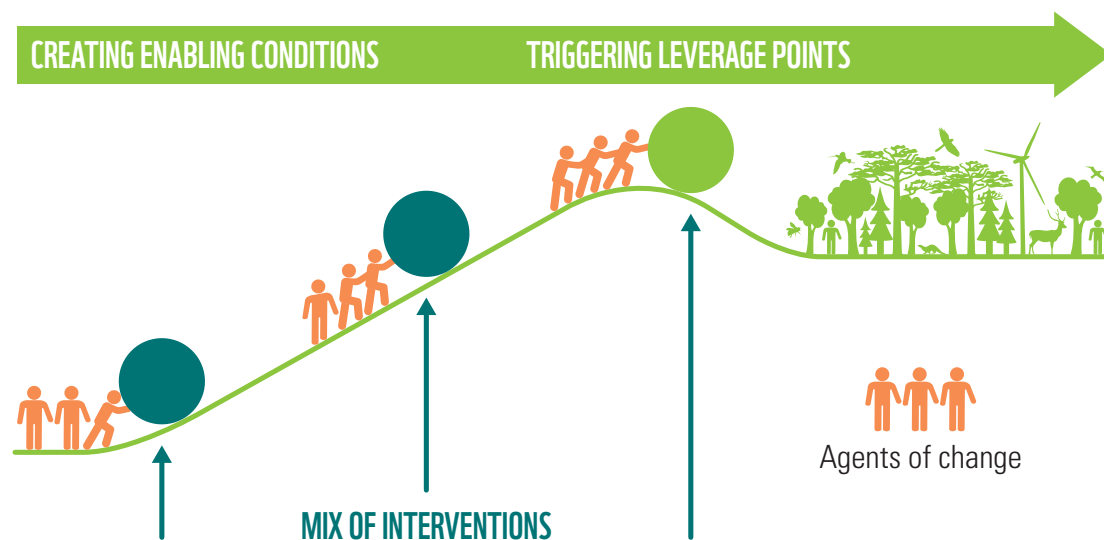 CREATING ENABLING CONDITIONS
TRIGGERING LEVERAGE POINTS
Agents of change
MIX OF INTERVENTIONS